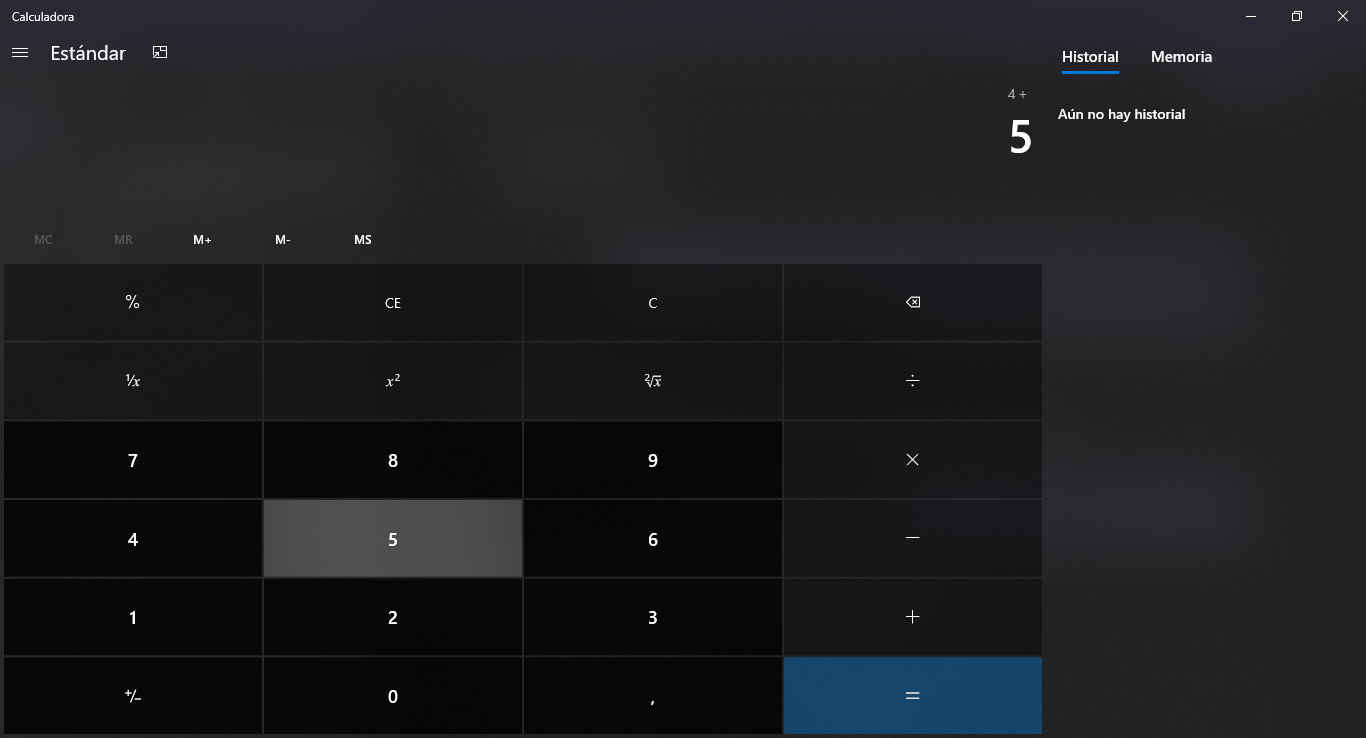 Calculadora
Estándar
Historial Memoria
4 +
5
Aún no hay historial
MC MR M+ M- MS
% CE C
¹/x x² ²√x ÷
7 8 9 ×
4 5 6 −
1 2 3 +
+/− 0 , =